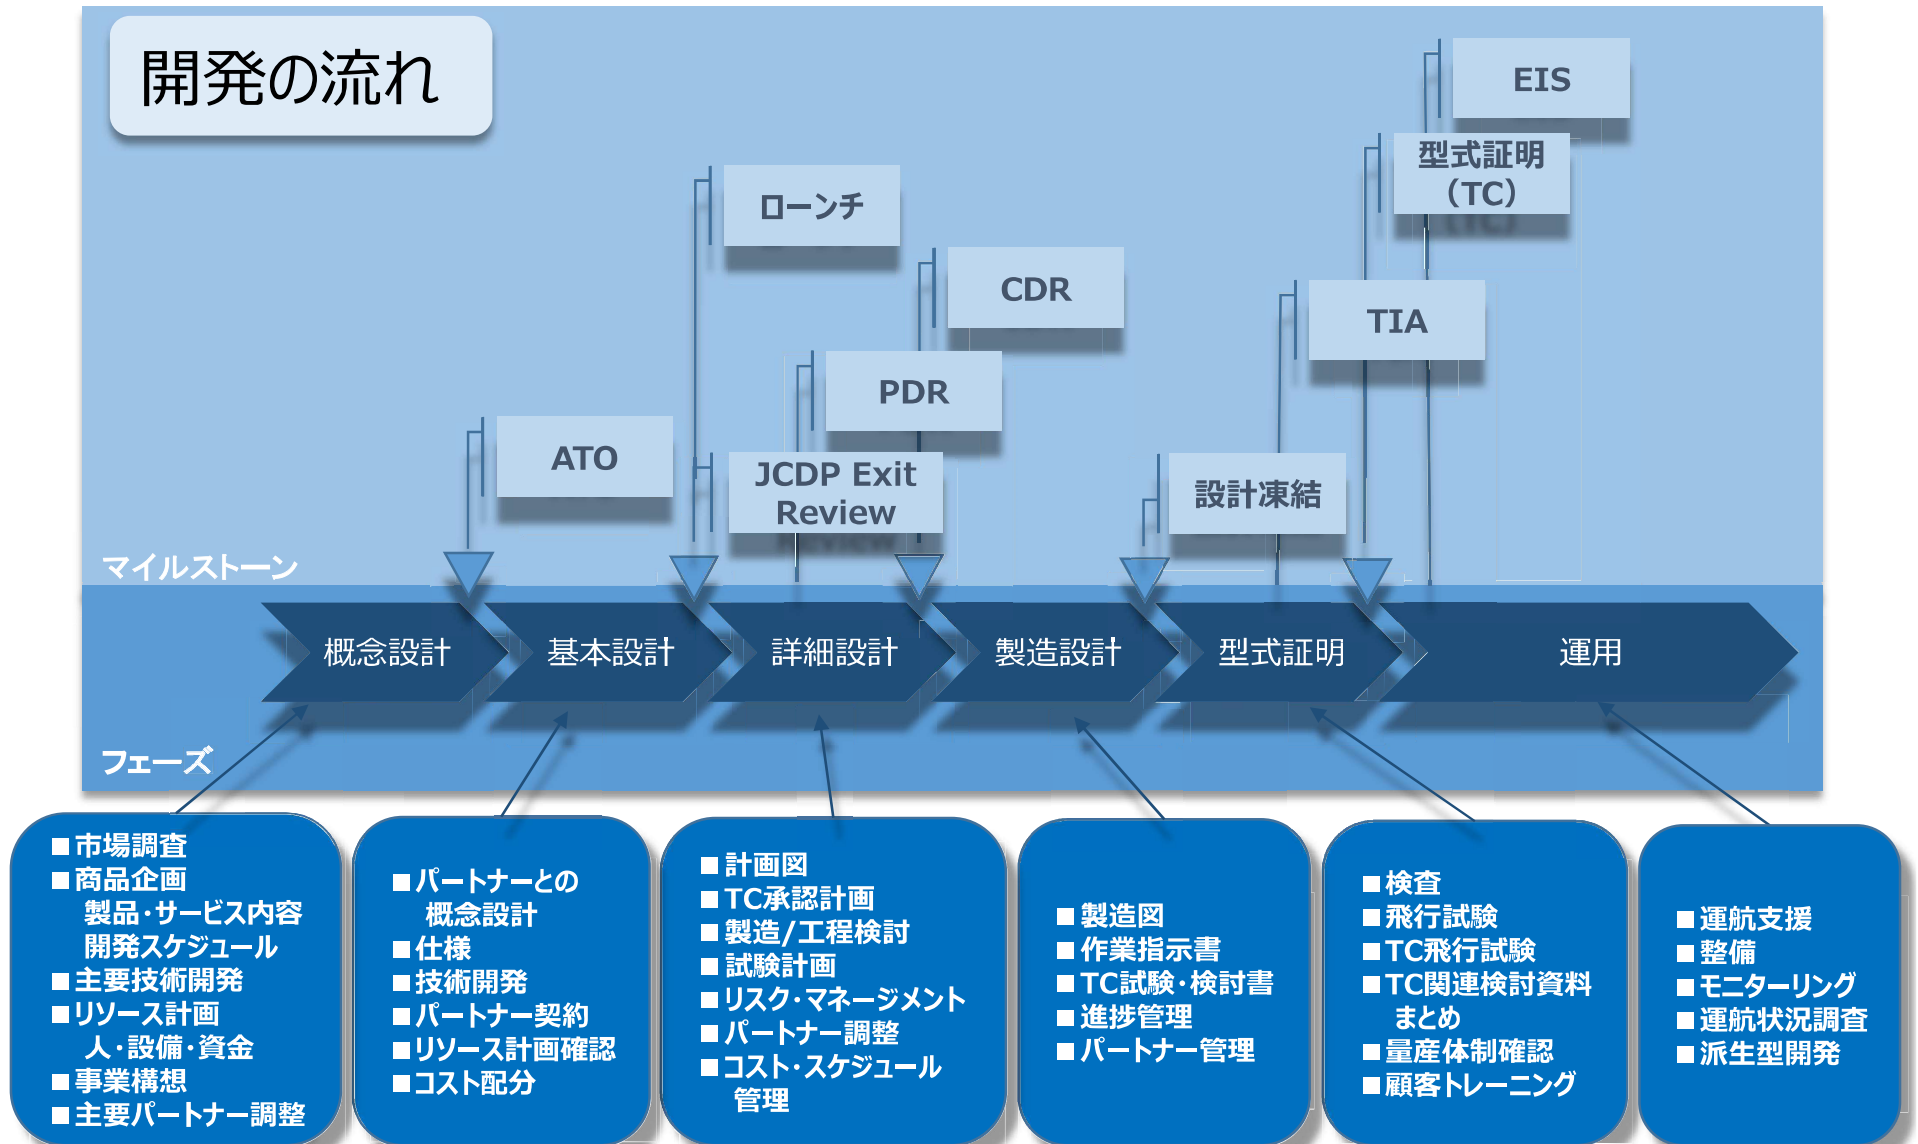 開発の流れ
EIS
型式証明
（TC）
ローンチ
CDR
TIA
PDR
ATO
JCDP Exit
Review
設計凍結
マイルストーン
概念設計
基本設計
詳細設計
製造設計
型式証明
運用
フェーズ
■市場調査
■商品企画
製品・サービス内容
開発スケジュール
■主要技術開発
■リソース計画
人・設備・資金
■事業構想
■主要パートナー調整
■パートナーとの
概念設計
■仕様
■技術開発
■パートナー契約
■リソース計画確認
■コスト配分
■計画図
■TC承認計画
■製造/工程検討
■試験計画
■リスク・マネージメント
■パートナー調整
■コスト・スケジュール
管理
■製造図
■作業指示書
■TC試験・検討書
■進捗管理
■パートナー管理
■検査
■飛行試験
■TC飛行試験
■TC関連検討資料
まとめ
■量産体制確認
■顧客トレーニング
■運航支援
■整備
■モニターリング
■運航状況調査
■派生型開発